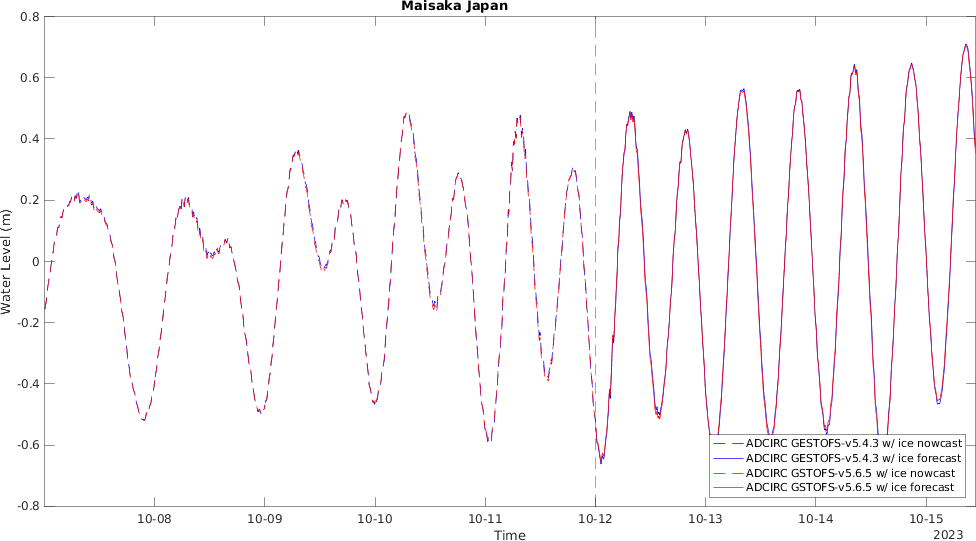 Maisaka Japan
0.8
0.6
0.4
0.2
0
-0.2
-0.4
-0.6
-0.8
Water Level (m)
ADCIRC GESTOFS-v5.4.3 w/ ice nowcast
ADCIRC GESTOFS-v5.4.3 w/ ice forecast
ADCIRC GSTOFS-v5.6.5 w/ ice nowcast
ADCIRC GSTOFS-v5.6.5 w/ ice forecast
10-08 10-09 10-10 10-11 10-12 10-13 10-14 10-15
Time
2023